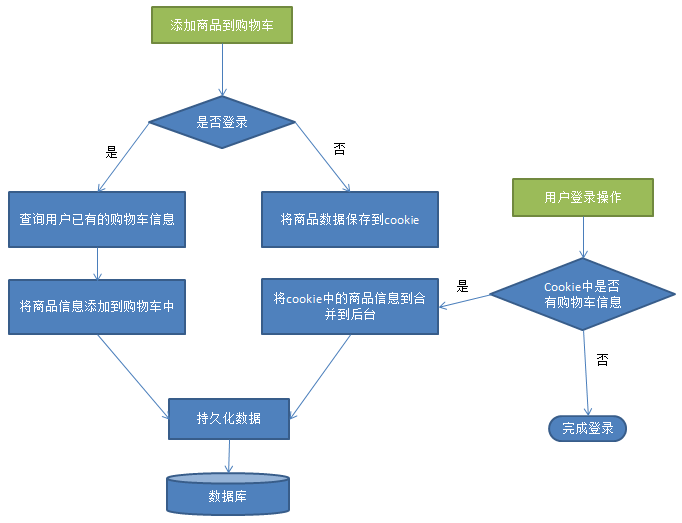 添加商品到购物车
是否登录
是
否
查询用户已有的购物车信息
将商品数据保存到cookie
用户登录操作
将商品信息添加到购物车中
将cookie中的商品信息到合
并到后台
是
Cookie中是否
有购物车信息
否
持久化数据
完成登录
数据库